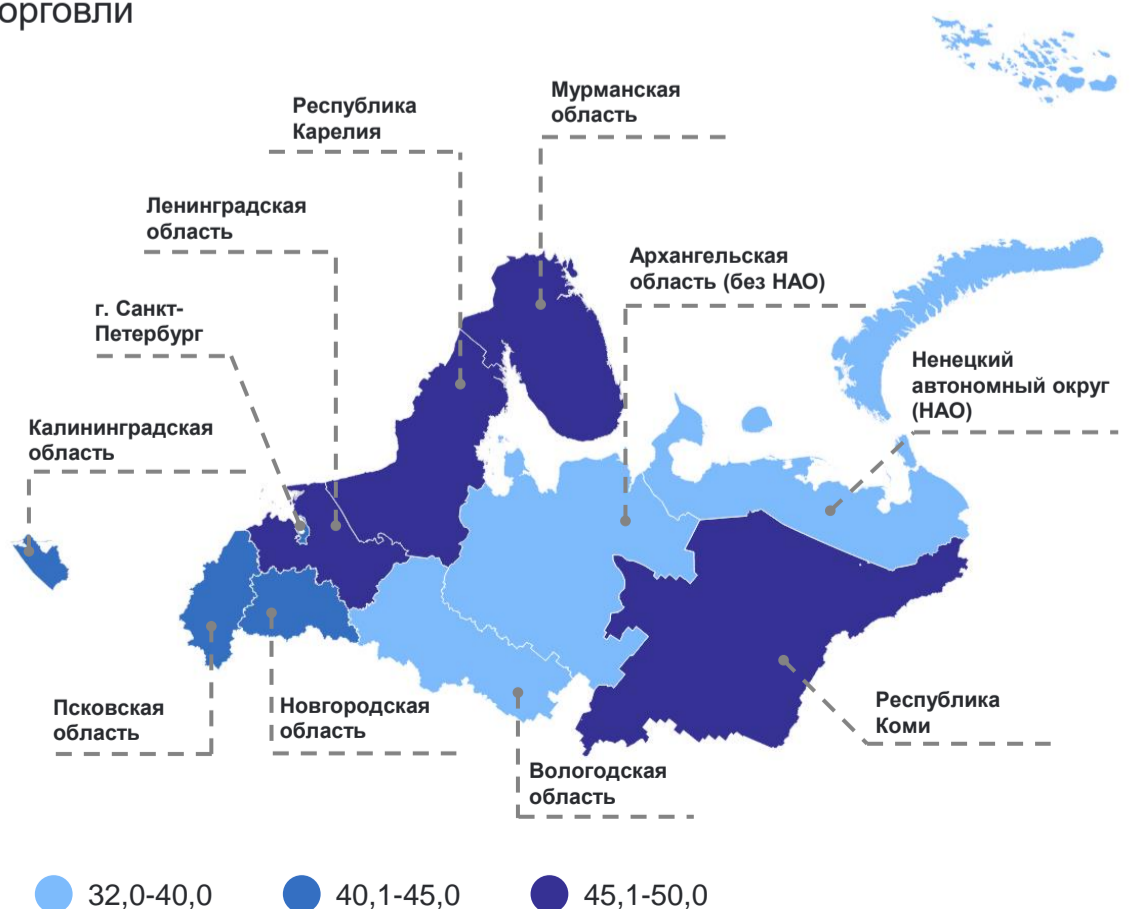 орговли
Мурманская
область
Республика
Карелия
Ленинградская
область
Архангельская
область (без НАО)
г. Санкт-
Петербург
Ненецкий
автономный округ
(НАО)
Калининградская
область
Псковская
область
Новгородская
область
Республика
Коми
Вологодская
область
32,0-40,0
40,1-45,0
45,1-50,0